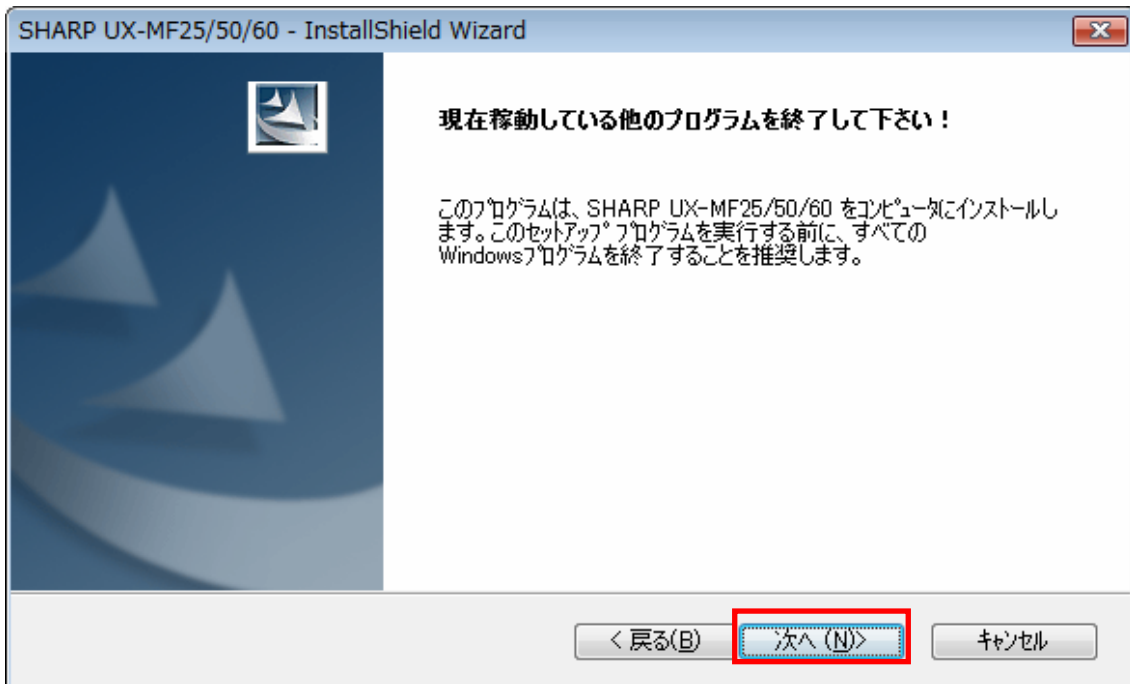 SHARP UX-MF25/50/60 - InstallShield Wizard
現在稼動している他のプログラムを終了して下さい！
このプログラムは、SHARP UX-MF25/50/60 をコンピュータにインストールし
ます。このセットアップ プログラムを実行する前に、すべての
Windowsプログラムを終了することを推奨します。
< 戻る(B)
次へ (N)>
キャンセル